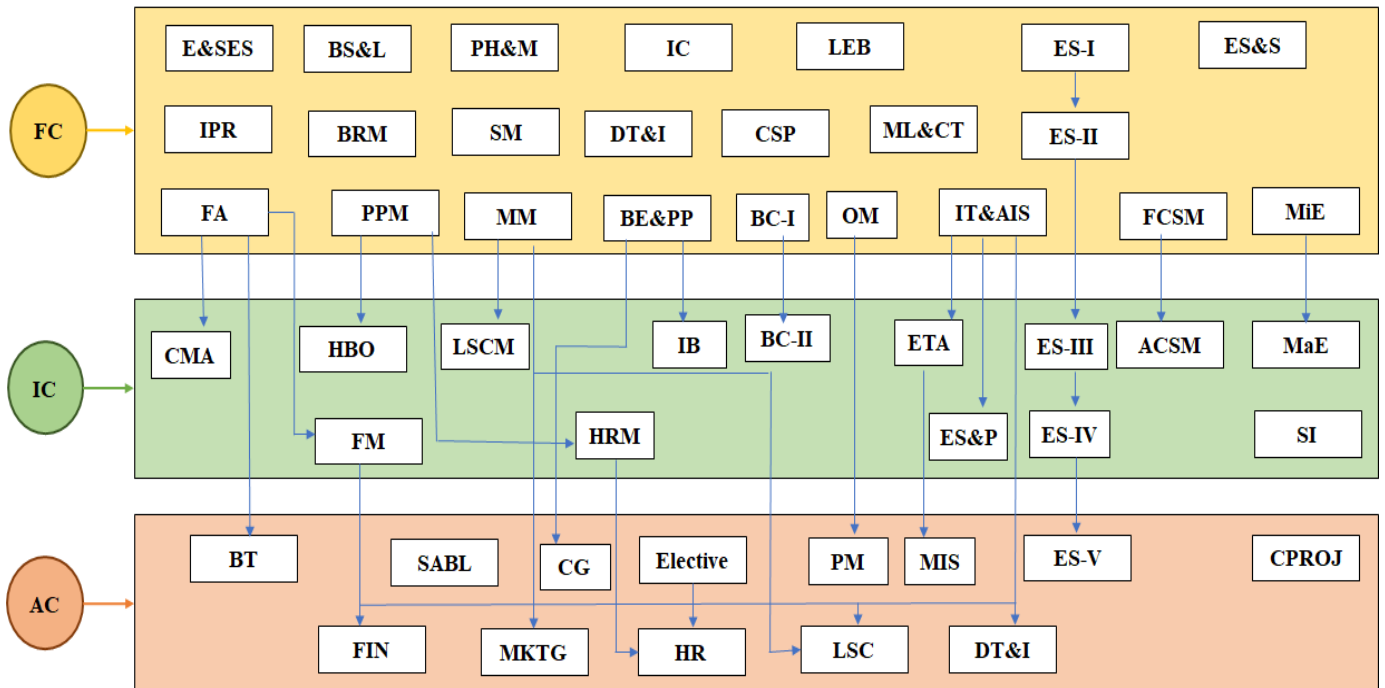 E&SES
BS&L
PH&M
IC
LEB
ES-I
ES&S
FC
IPR
BRM
SM
DT&I
CSP
ML&CT
ES-II
FA
PPM
MM
BE&PP
BC-I
OM
IT&AIS
FCSM
MiE
IC
CMA
HBO
LSCM
IB
BC-II
ETA
ES-III
ACSM
MaE
FM
HRM
ES&P
ES-IV
SI
AC
BT
SABL
CG
Elective
PM
MIS
ES-V
CPROJ
FIN
MKTG
HR
LSC
DT&I